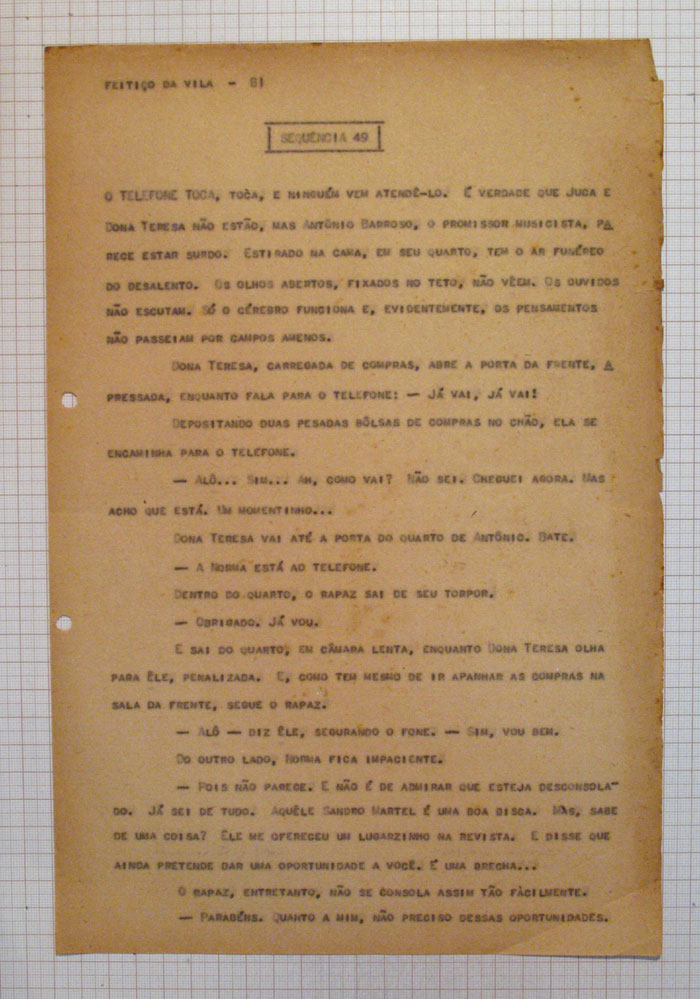 FEITIÇO DA VILA - 81
SEQUÊNCIA 49
O TELEFONE TOCA, TOCA, E NINGUÉM VEM ATENDÊ-LO. É VERDADE QUE JUCA E
DONA TERESA NÃO ESTÃO, MAS ANTÔNIO BARROSO, O PROMISSOR MUSICISTA, PA
RECE ESTAR SURDO. ESTIRADO NA CAMA, EM SEU QUARTO, TEM O AR FUNÉREO
DO DESALENTO. OS OLHOS ABERTOS, FIXADOS NO TETO, NÃO VÊEM. OS OUVIDOS
NÃO ESCUTAM. SÓ O CÉREBRO FUNCIONA E, EVIDENTEMENTE, OS PENSAMENTOS
NÃO PASSEIAM POR CAMPOS AMENOS.
DONA TERESA, CARREGADA DE COMPRAS, ABRE A PORTA DA FRENTE, A
PRESSADA, ENQUANTO FALA PARA O TELEFONE: — JÁ VAI, JÁ VAI!
DEPOSITANDO DUAS PESADAS BÔLSAS DE COMPRAS NO CHÃO, ELA SE
ENCAMINHA PARA O TELEFONE.
— ALÔ... SIM... AH, COMO VAI? NÃO SEI. CHEGUEI AGORA. MAS
ACHO QUE ESTÁ. UM MOMENTINHO...
DONA TERESA VAI ATÉ A PORTA DO QUARTO DE ANTÔNIO. BATE.
— A NORMA ESTÁ AO TELEFONE.
DENTRO DO QUARTO, O RAPAZ SAI DE SEU TORPOR.
— OBRIGADO. JÁ VOU.
E SAI DO QUARTO, EM CÂMARA LENTA, ENQUANTO DONA TERESA OLHA
PARA ÊLE, PENALIZADA. E, COMO TEM MESMO DE IR APANHAR AS COMPRAS NA
SALA DA FRENTE, SEGUE O RAPAZ.
— ALÔ — DIZ ÊLE, SEGURANDO O FONE. — SIM, VOU BEM.
DO OUTRO LADO, NORMA FICA IMPACIENTE.
— POIS NÃO PARECE. E NÃO É DE ADMIRAR QUE ESTEJA DESCONSOLA-
DO. JÁ SEI DE TUDO. AQUÊLE SANDRO MARTEL É UMA BOA BISCA. MAS, SABE
DE UMA COISA? ÊLE ME OFERECEU UM LUGARZINHO NA REVISTA. E DISSE QUE
AINDA PRETENDE DAR UMA OPORTUNIDADE A VOCÊ. É UMA BRECHA...
O RAPAZ, ENTRETANTO, NÃO SE CONSOLA ASSIM TÃO FÀCILMENTE.
— PARABÉNS. QUANTO A MIM, NÃO PRECISO DESSAS OPORTUNIDADES.